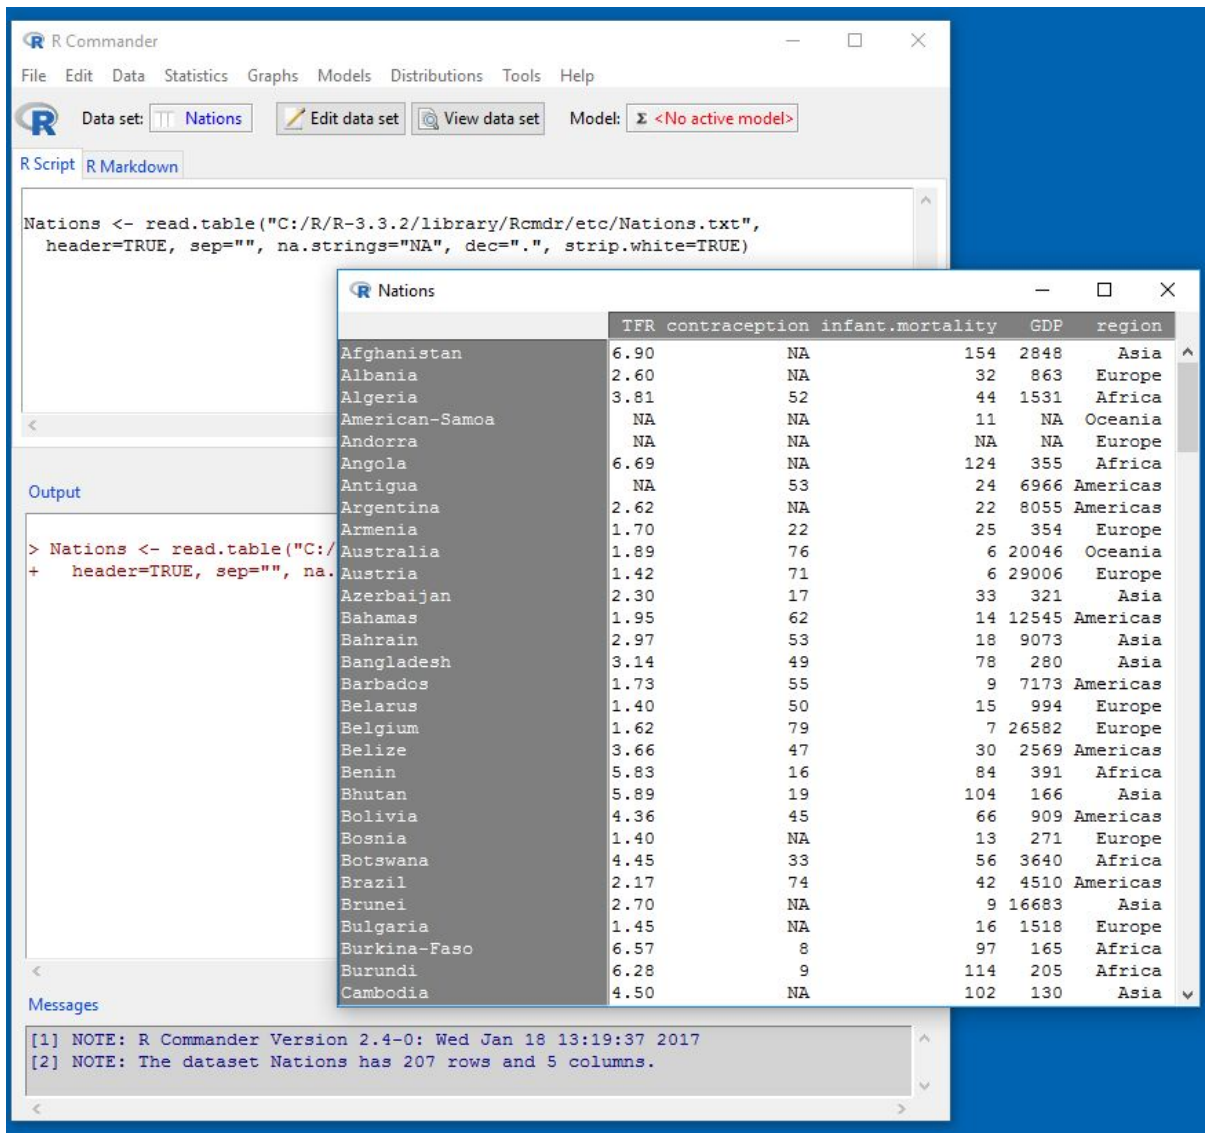 R Commander
File Edit Data Statistics Graphs Models Distributions Tools Help
R Data set: Nations Edit data set View data set Model: Σ <No active model>
R Script R Markdown
Nations <- read.table("C:/R/R-3.3.2/library/Rcmdr/etc/Nations.txt",
header=TRUE, sep="", na.strings="NA", dec=".", strip.white=TRUE)
Output
> Nations <- read.table("C:/
+ header=TRUE, sep="", na.
Nations
TFR contraception infant.mortality GDP region
Afghanistan 6.90 NA 154 2848 Asia
Albania 2.60 NA 32 863 Europe
Algeria 3.81 52 44 1531 Africa
American-Samoa NA NA 11 NA Oceania
Andorra NA NA NA NA Europe
Angola 6.69 NA 124 355 Africa
Antigua NA 53 24 6966 Americas
Argentina 2.62 NA 22 8055 Americas
Armenia 1.70 22 25 354 Europe
Australia 1.89 76 6 20046 Oceania
Austria 1.42 71 6 29006 Europe
Azerbaijan 2.30 17 33 321 Asia
Bahamas 1.95 62 14 12545 Americas
Bahrain 2.97 53 18 9073 Asia
Bangladesh 3.14 49 78 280 Asia
Barbados 1.73 55 9 7173 Americas
Belarus 1.40 50 15 994 Europe
Belgium 1.62 79 7 26582 Europe
Belize 3.66 47 30 2569 Americas
Benin 5.83 16 84 391 Africa
Bhutan 5.89 19 104 166 Asia
Bolivia 4.36 45 66 909 Americas
Bosnia 1.40 NA 13 271 Europe
Botswana 4.45 33 56 3640 Africa
Brazil 2.17 74 42 4510 Americas
Brunei 2.70 NA 9 16683 Asia
Bulgaria 1.45 NA 16 1518 Europe
Burkina-Faso 6.57 8 97 165 Africa
Burundi 6.28 9 114 205 Africa
Cambodia 4.50 NA 102 130 Asia
Messages
[1] NOTE: R Commander Version 2.4-0: Wed Jan 18 13:19:37 2017
[2] NOTE: The dataset Nations has 207 rows and 5 columns.